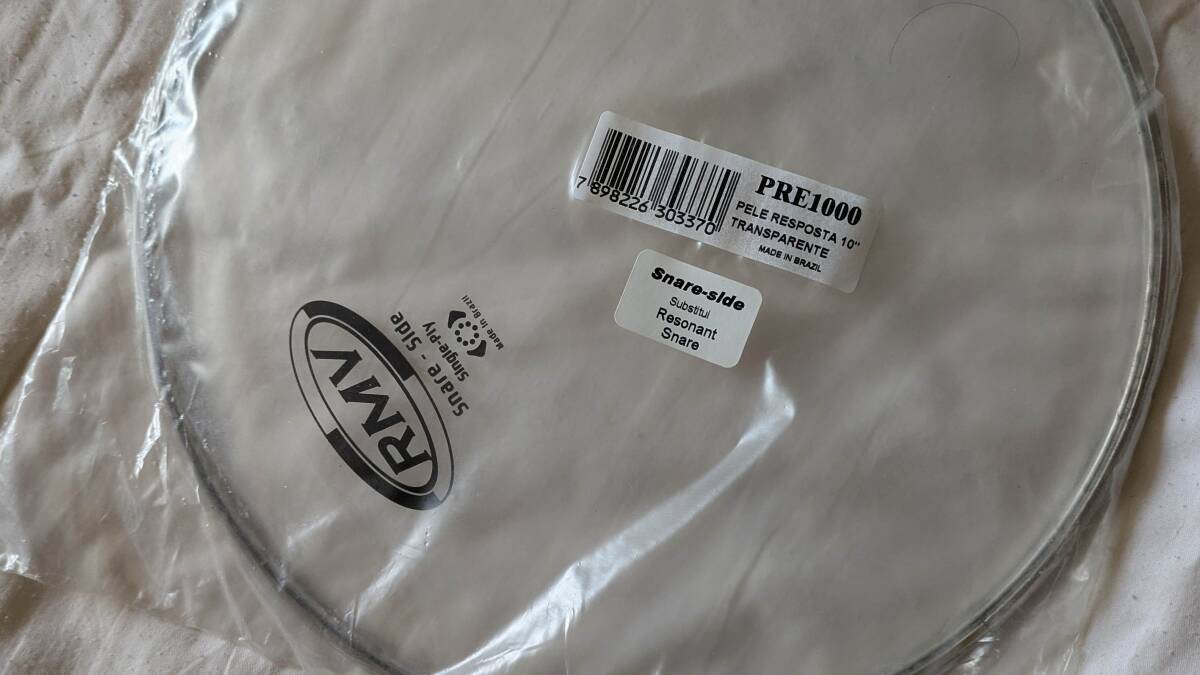 PRE1000
PELE RESPOSTA 10"
TRANSPARENTE
MADE IN BRAZIL
7 898226 303370
Snare-side
Substitui
Resonant
Snare
RMV
Snare - Side
Single-Ply
Made in Brazil